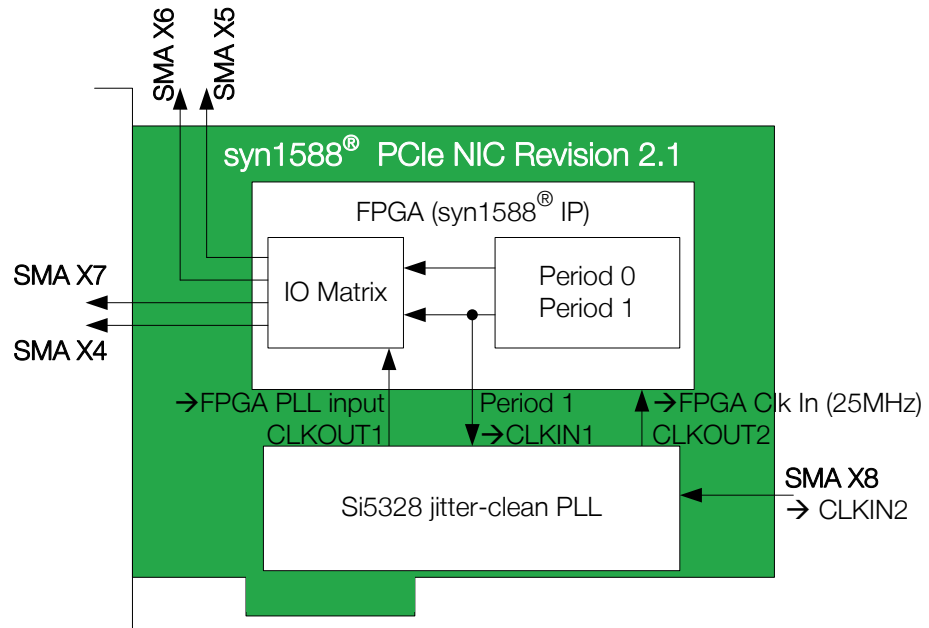 SMA X6
SMA X5
syn1588® PCIe NIC Revision 2.1
FPGA (syn1588® IP)
IO Matrix
Period 0
Period 1
SMA X7
SMA X4
→FPGA PLL input
CLKOUT1
Period 1
→CLKIN1
→FPGA Clk In (25MHz)
CLKOUT2
Si5328 jitter-clean PLL
SMA X8
→ CLKIN2